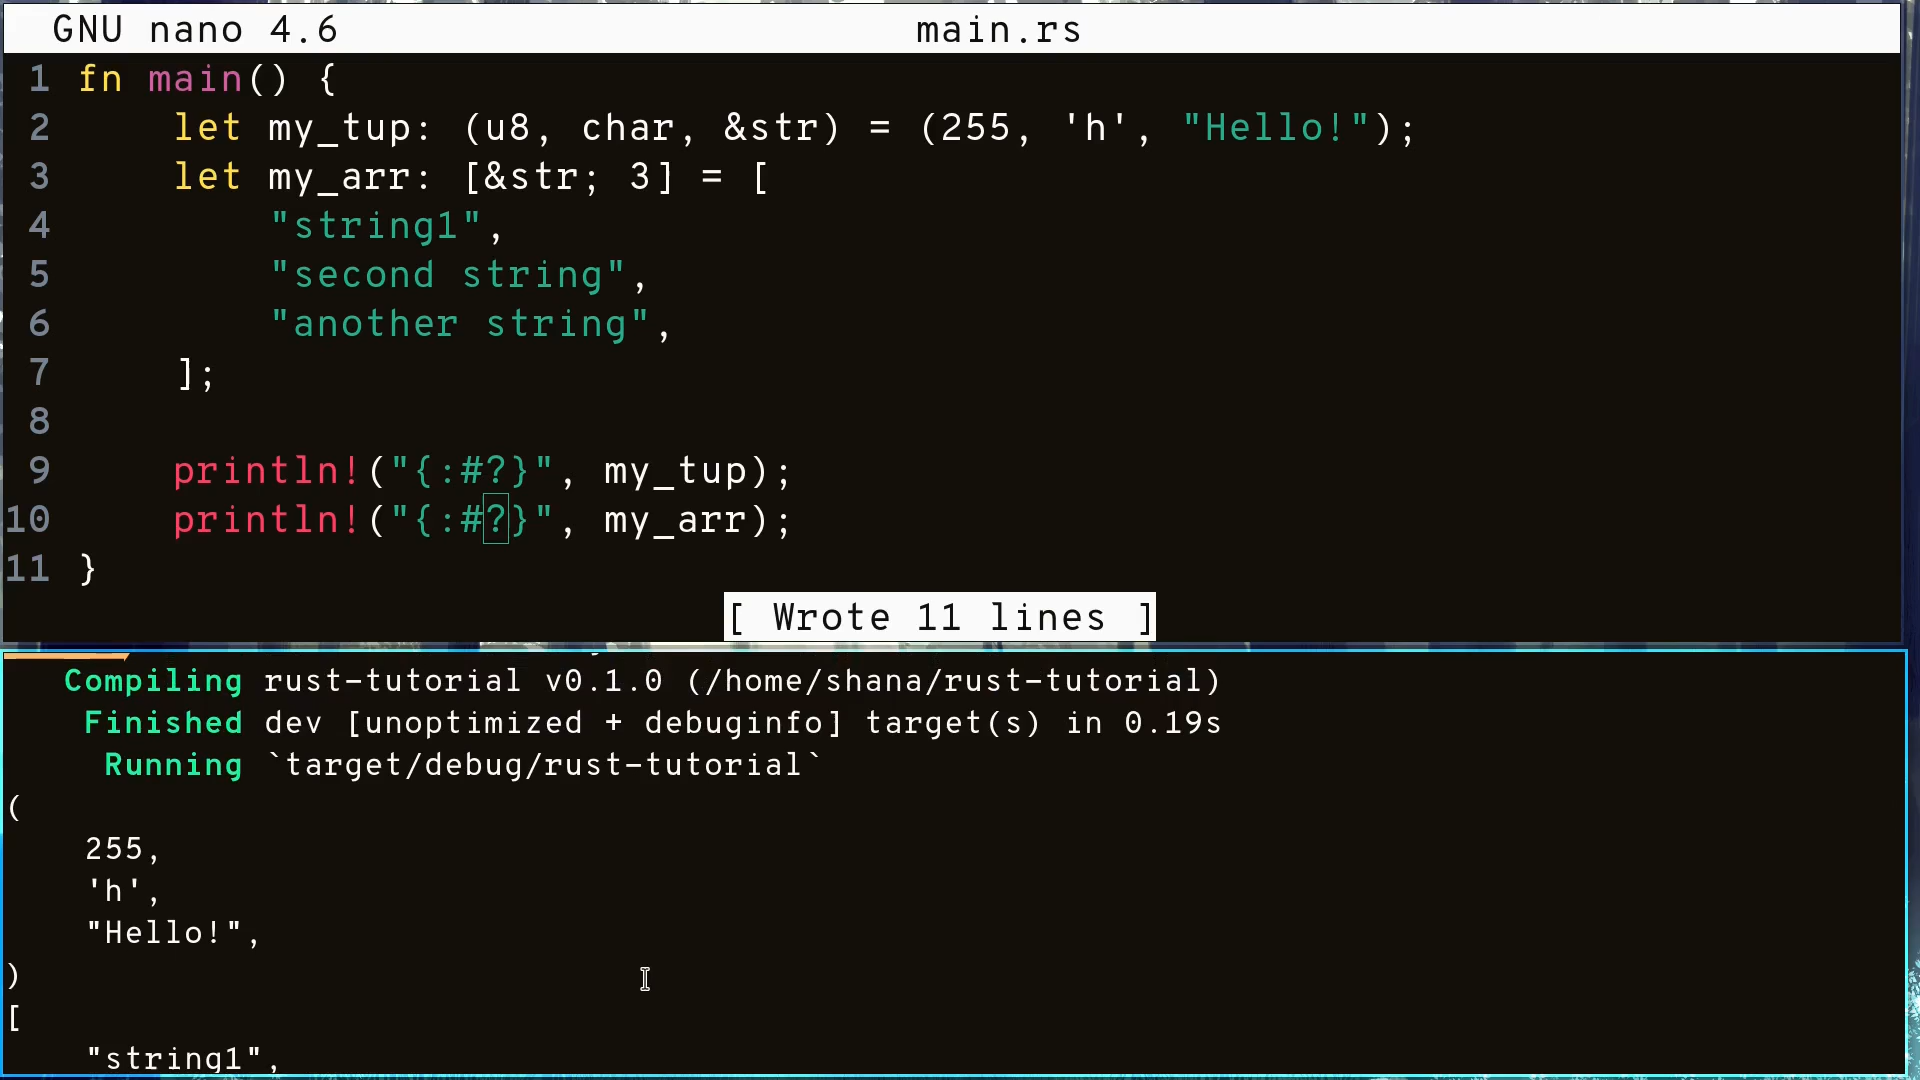 GNU nano 4.6 main.rs
1 fn main() {
2     let my_tup: (u8, char, &str) = (255, 'h', "Hello!");
3     let my_arr: [&str; 3] = [
4         "string1",
5         "second string",
6         "another string",
7     ];
8
9     println!("{:#?}", my_tup);
10     println!("{:#?}", my_arr);
11 }
[ Wrote 11 lines ]
Compiling rust-tutorial v0.1.0 (/home/shana/rust-tutorial)
Finished dev [unoptimized + debuginfo] target(s) in 0.19s
Running `target/debug/rust-tutorial`
(
    255,
    'h',
    "Hello!",
)
[
    "string1",